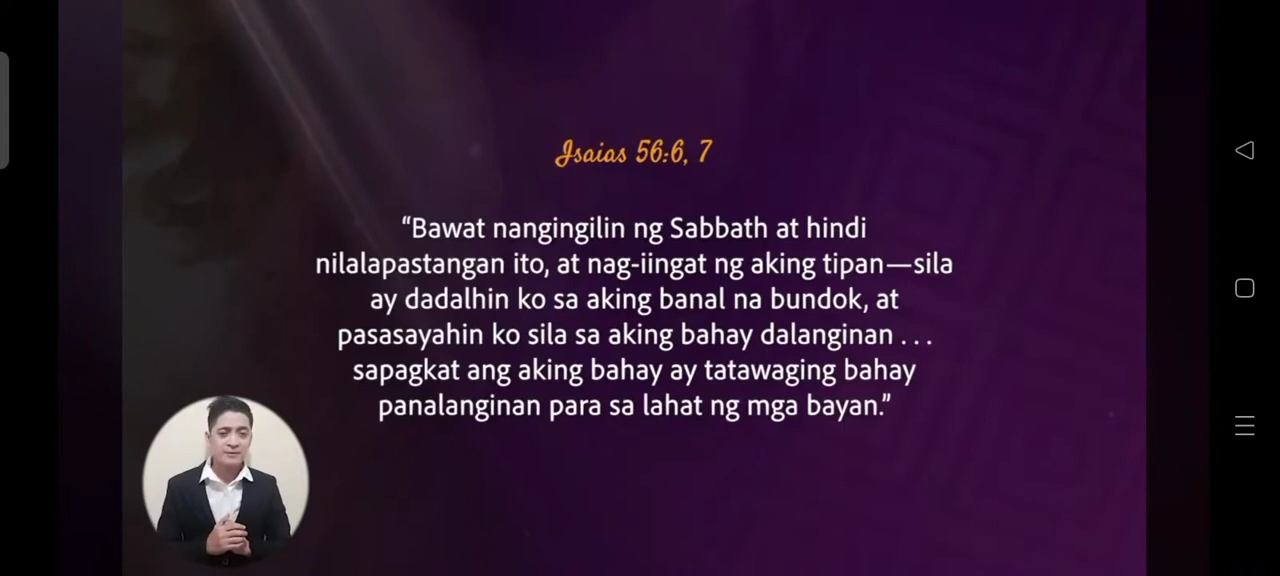 Isaias 56:6, 7
“Bawat nangingilin ng Sabbath at hindi
nilalapastangan ito, at nag-iingat ng aking tipan—sila
ay dadalhin ko sa aking banal na bundok, at
pasasayahin ko sila sa aking bahay dalanginan . . .
sapagkat ang aking bahay ay tatawaging bahay
panalanginan para sa lahat ng mga bayan.”